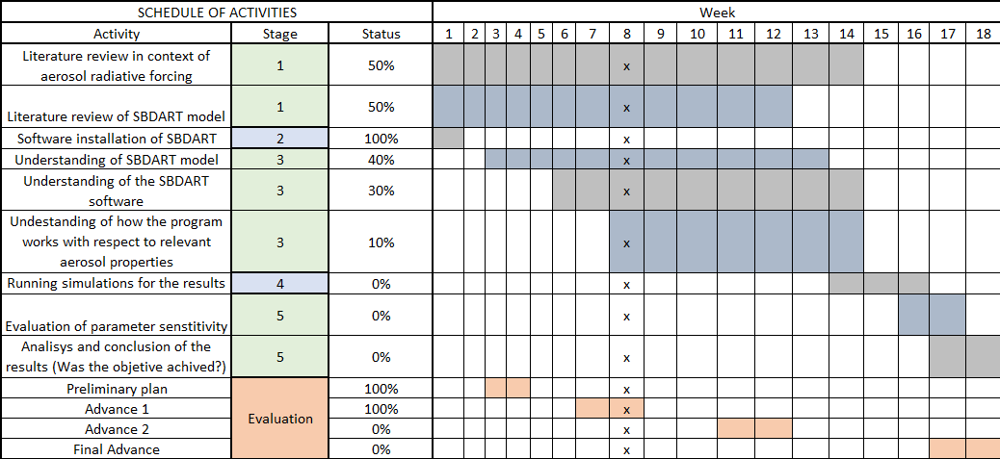 SCHEDULE OF ACTIVITIES Week
Activity Stage Status 1 2 3 4 5 6 7 8 9 10 11 12 13 14 15 16 17 18
Literature review in context of
aerosol radiative forcing 1 50% x
Literature review of SBDART model 1 50% x
Software installation of SBDART 2 100% x
Understanding of SBDART model 3 40% x
Understanding of the SBDART
software 3 30% x
Undestanding of how the program
works with respect to relevant
aerosol properties 3 10% x
Running simulations for the results 4 0% x
Evaluation of parameter senstitivity 5 0% x
Analisys and conclusion of the
results (Was the objetive achived?) 5 0% x
Preliminary plan Evaluation 100% x
Advance 1 100% x
Advance 2 0% x
Final Advance 0% x